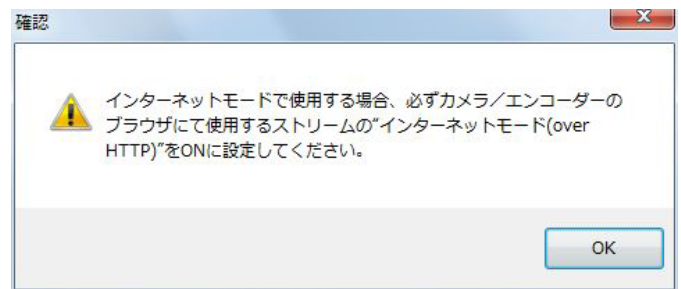 確認
インターネットモードで使用する場合、必ずカメラ／エンコーダーの
ブラウザにて使用するストリームの“インターネットモード(over
HTTP)”をONに設定してください。
OK